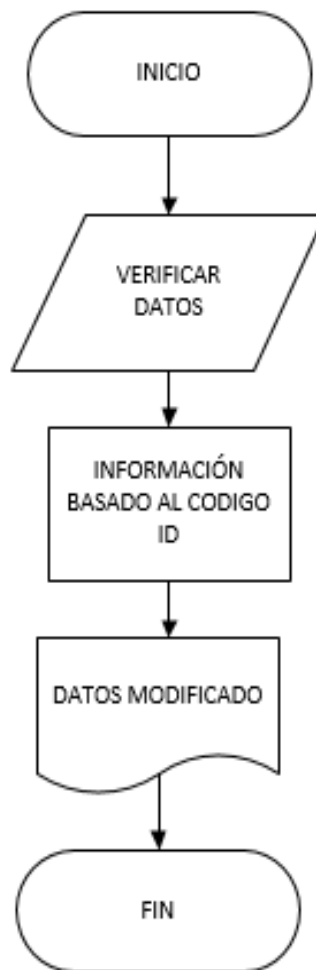 INICIO
VERIFICAR
DATOS
INFORMACIÓN
BASADO AL CODIGO
ID
DATOS MODIFICADO
FIN